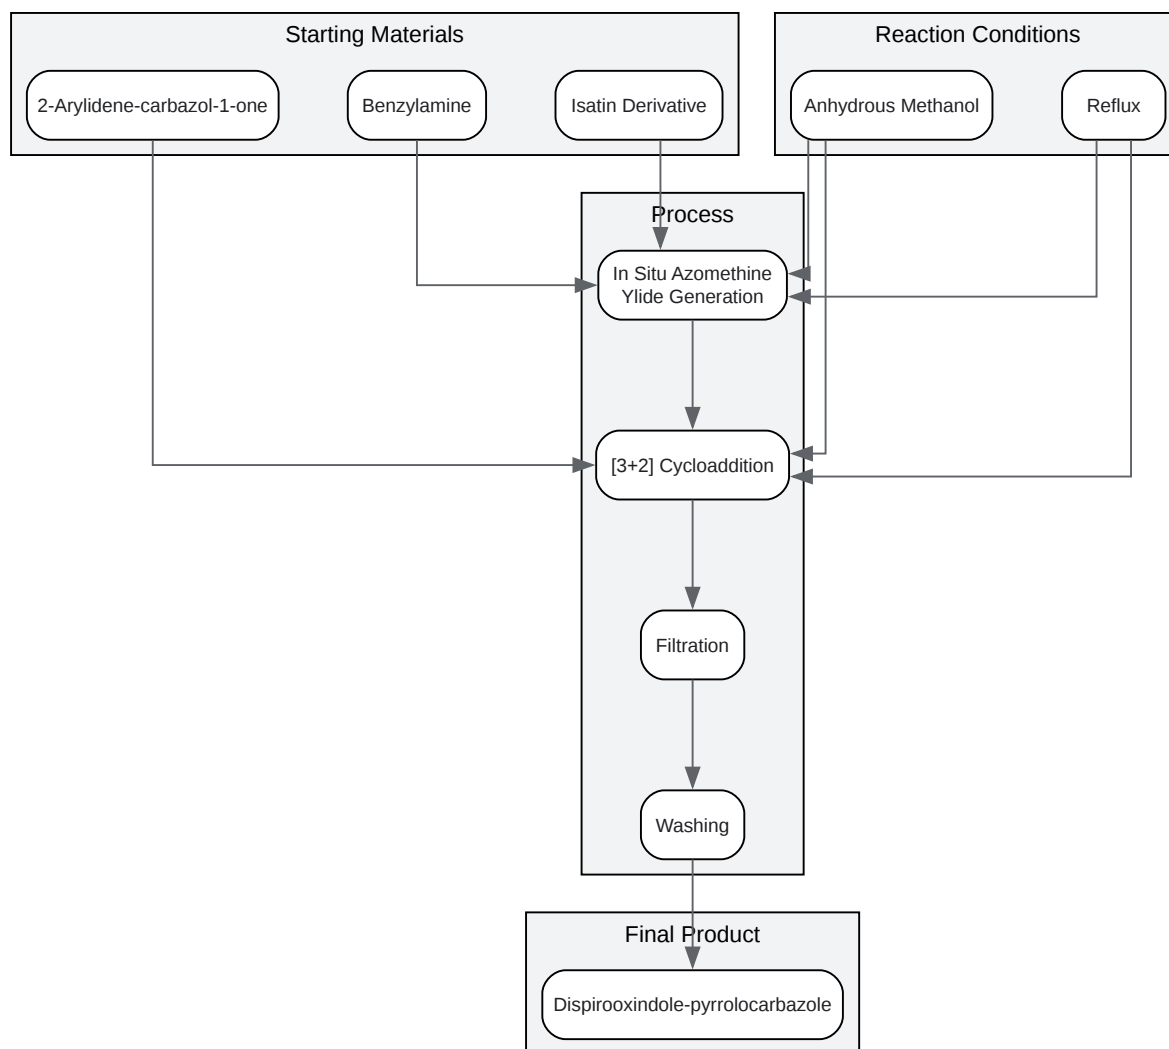 Starting Materials
Reaction Conditions
2-Arylidene-carbazol-1-one
Benzylamine
Isatin Derivative
Anhydrous Methanol
Reflux
Process
In Situ Azomethine
Ylide Generation
[3+2] Cycloaddition
Filtration
Washing
Final Product
Dispirooxindole-pyrrolocarbazole